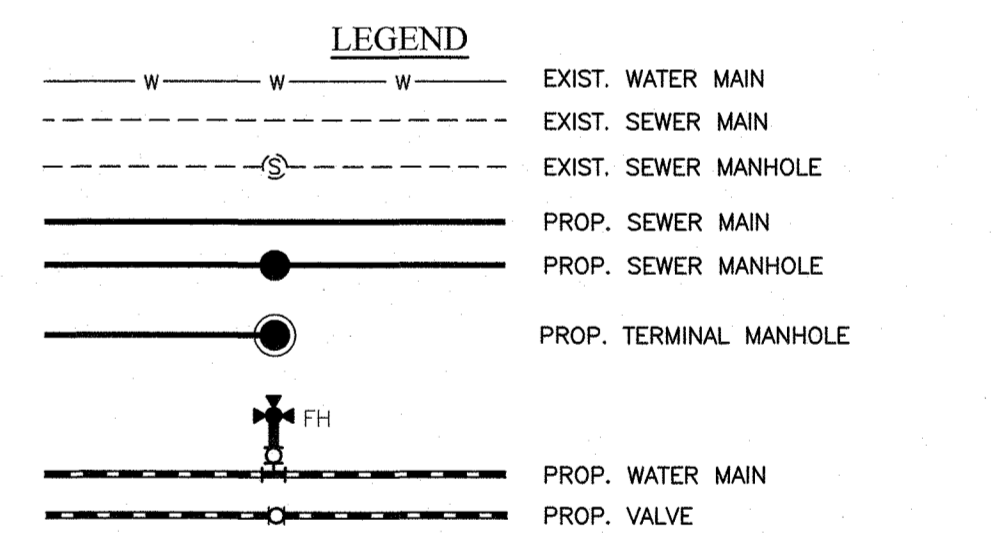 LEGEND
W W W EXIST. WATER MAIN
EXIST. SEWER MAIN
S EXIST. SEWER MANHOLE
PROP. SEWER MAIN
PROP. SEWER MANHOLE
PROP. TERMINAL MANHOLE
FH
PROP. WATER MAIN
PROP. VALVE